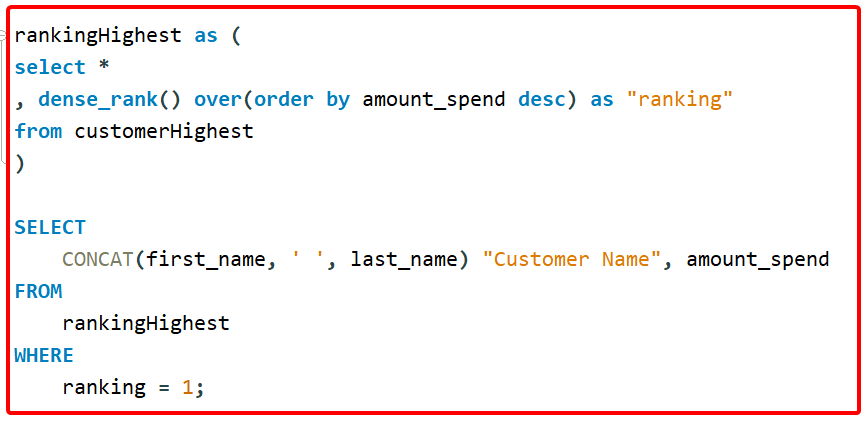 rankingHighest as (
select *
, dense_rank() over(order by amount_spend desc) as "ranking"
from customerHighest
)
SELECT
CONCAT(first_name, ' ', last_name) "Customer Name", amount_spend
FROM
rankingHighest
WHERE
ranking = 1;